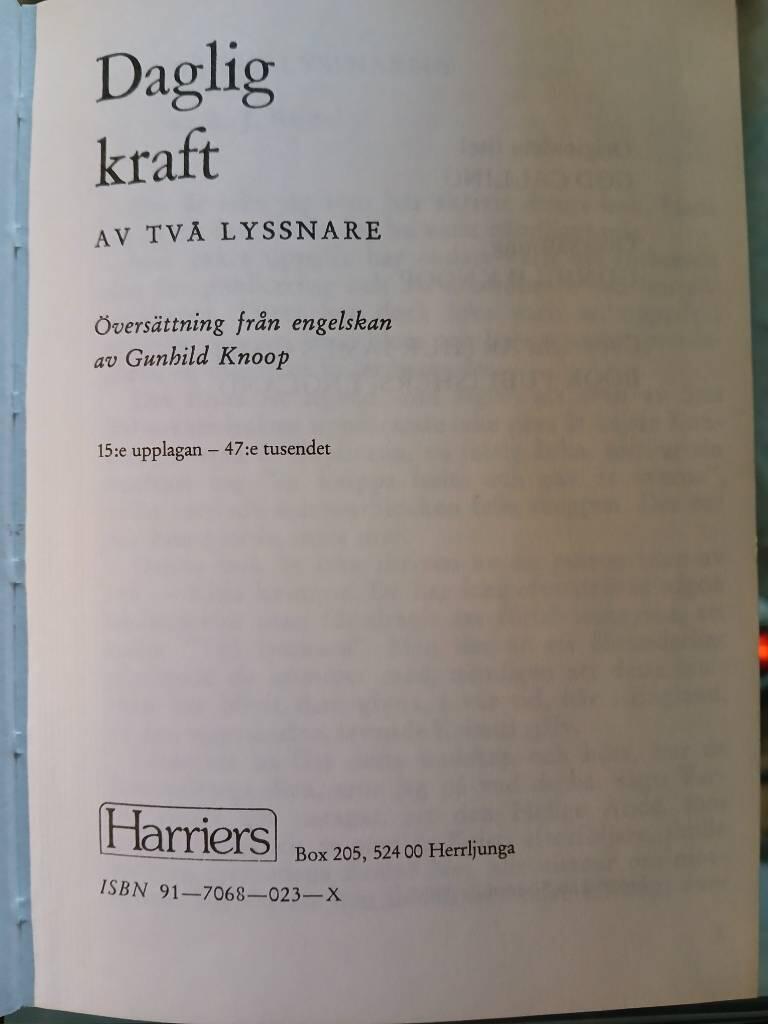 Daglig
kraft
AV TVÅ LYSSNARE
Översättning från engelskan
av Gunhild Knoop
15:e upplagan – 47:e tusendet
Harriers
Box 205, 524 00 Herrljunga
ISBN 91—7068—023—X